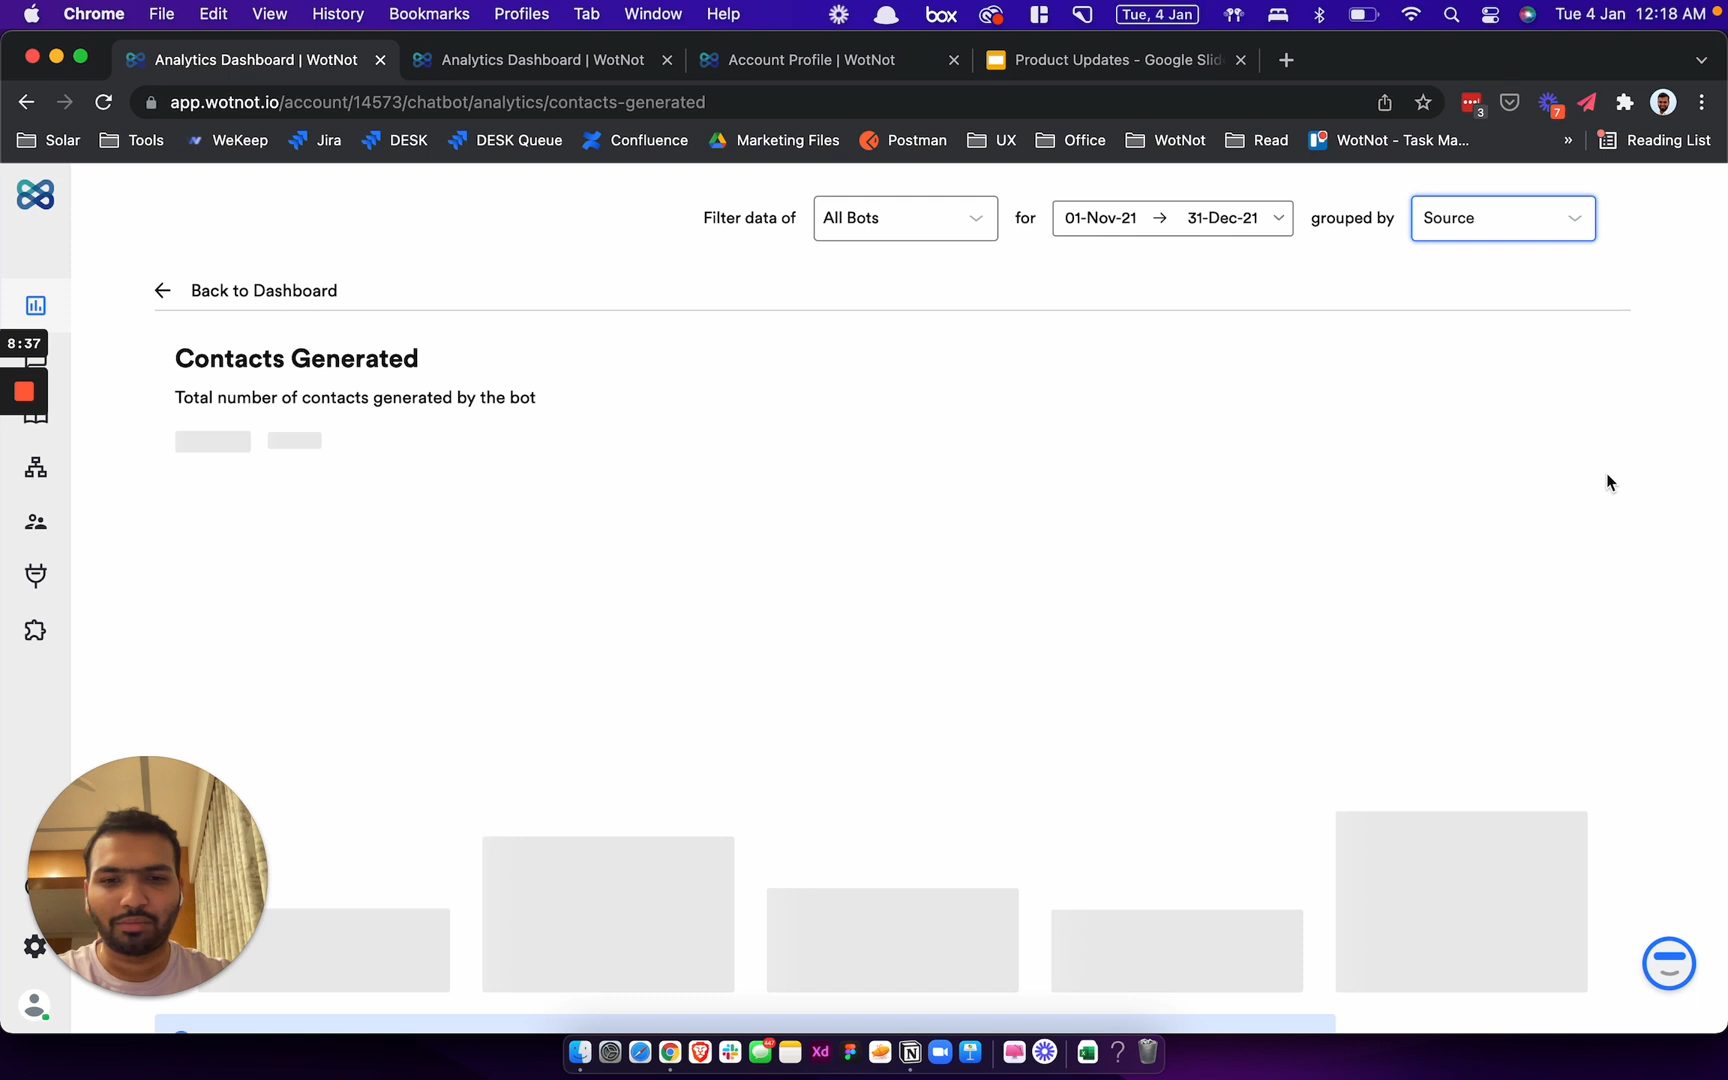 Chrome File Edit View History Bookmarks Profiles Tab Window Help box Tue, 4 Jan Tue 4 Jan 12:18 AM
Analytics Dashboard | WotNot Analytics Dashboard | WotNot Account Profile | WotNot Product Updates - Google Slid
app.wotnot.io/account/14573/chatbot/analytics/contacts-generated 3 7
Solar Tools WeKeep Jira DESK DESK Queue Confluence Marketing Files Postman UX Office WotNot Read WotNot - Task Ma... » Reading List
Filter data of All Bots for 01-Nov-21 → 31-Dec-21 grouped by Source
Back to Dashboard
8:37
Contacts Generated
Total number of contacts generated by the bot
Xd